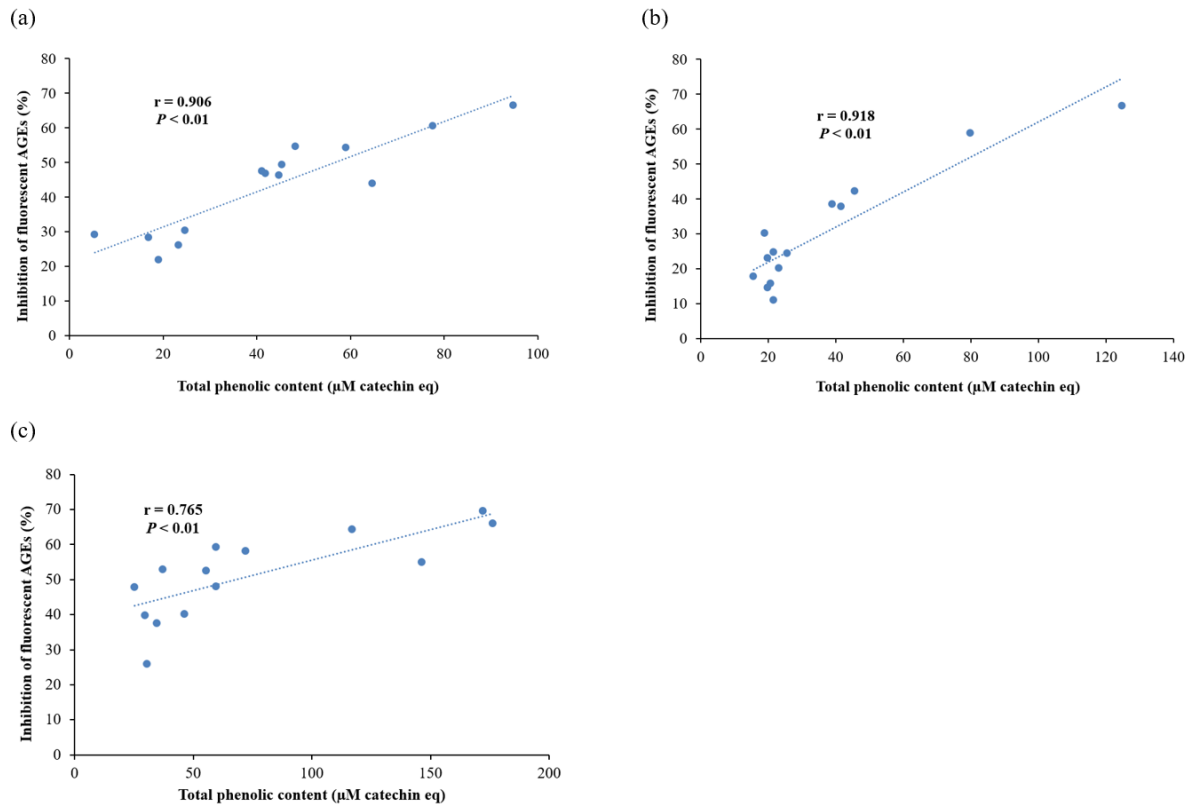 (a)
80
70
60
50
40
30
20
10
0
Inhibition of fluorescent AGEs (%)
r = 0.906
P < 0.01
0 20 40 60 80 100
Total phenolic content (µM catechin eq)
(b)
80
70
60
50
40
30
20
10
0
Inhibition of fluorescent AGEs (%)
r = 0.918
P < 0.01
0 20 40 60 80 100 120 140
Total phenolic content (µM catechin eq)
(c)
80
70
60
50
40
30
20
10
0
Inhibition of fluorescent AGEs (%)
r = 0.765
P < 0.01
0 50 100 150 200
Total phenolic content (µM catechin eq)